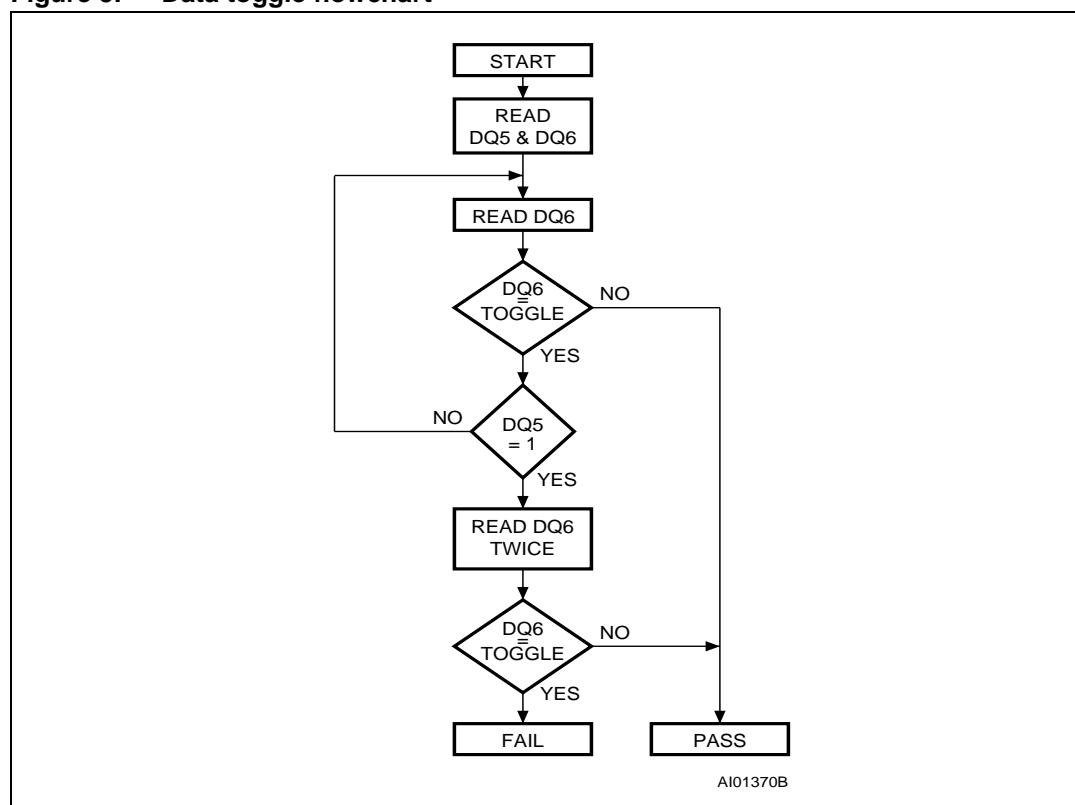 Figure Data toggle flowchart
START
READ
DQ5 & DQ6
READ DQ6
DQ6
=
TOGGLE
NO
YES
NO
DQ5
= 1
YES
READ DQ6
TWICE
DQ6
=
TOGGLE
NO
YES
FAIL
PASS
AI01370B